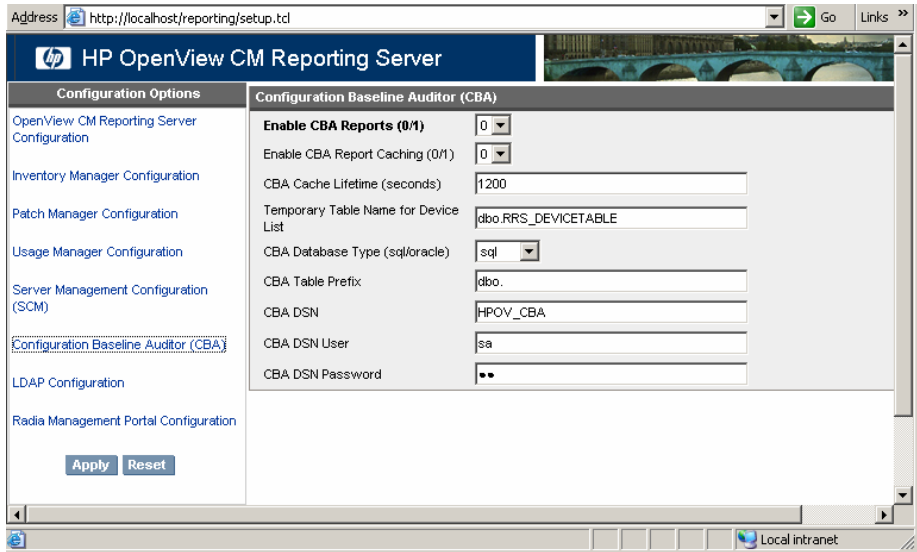 Address http://localhost/reporting/setup.tcl Go Links »
hp HP OpenView CM Reporting Server
Configuration Options
OpenView CM Reporting Server
Configuration
Inventory Manager Configuration
Patch Manager Configuration
Usage Manager Configuration
Server Management Configuration
(SCM)
Configuration Baseline Auditor (CBA)
LDAP Configuration
Radia Management Portal Configuration
Apply Reset
Configuration Baseline Auditor (CBA)
Enable CBA Reports (0/1) 0
Enable CBA Report Caching (0/1) 0
CBA Cache Lifetime (seconds) 1200
Temporary Table Name for Device
List dbo.RRS_DEVICETABLE
CBA Database Type (sql/oracle) sql
CBA Table Prefix dbo.
CBA DSN HPOV_CBA
CBA DSN User sa
CBA DSN Password ••
Local intranet